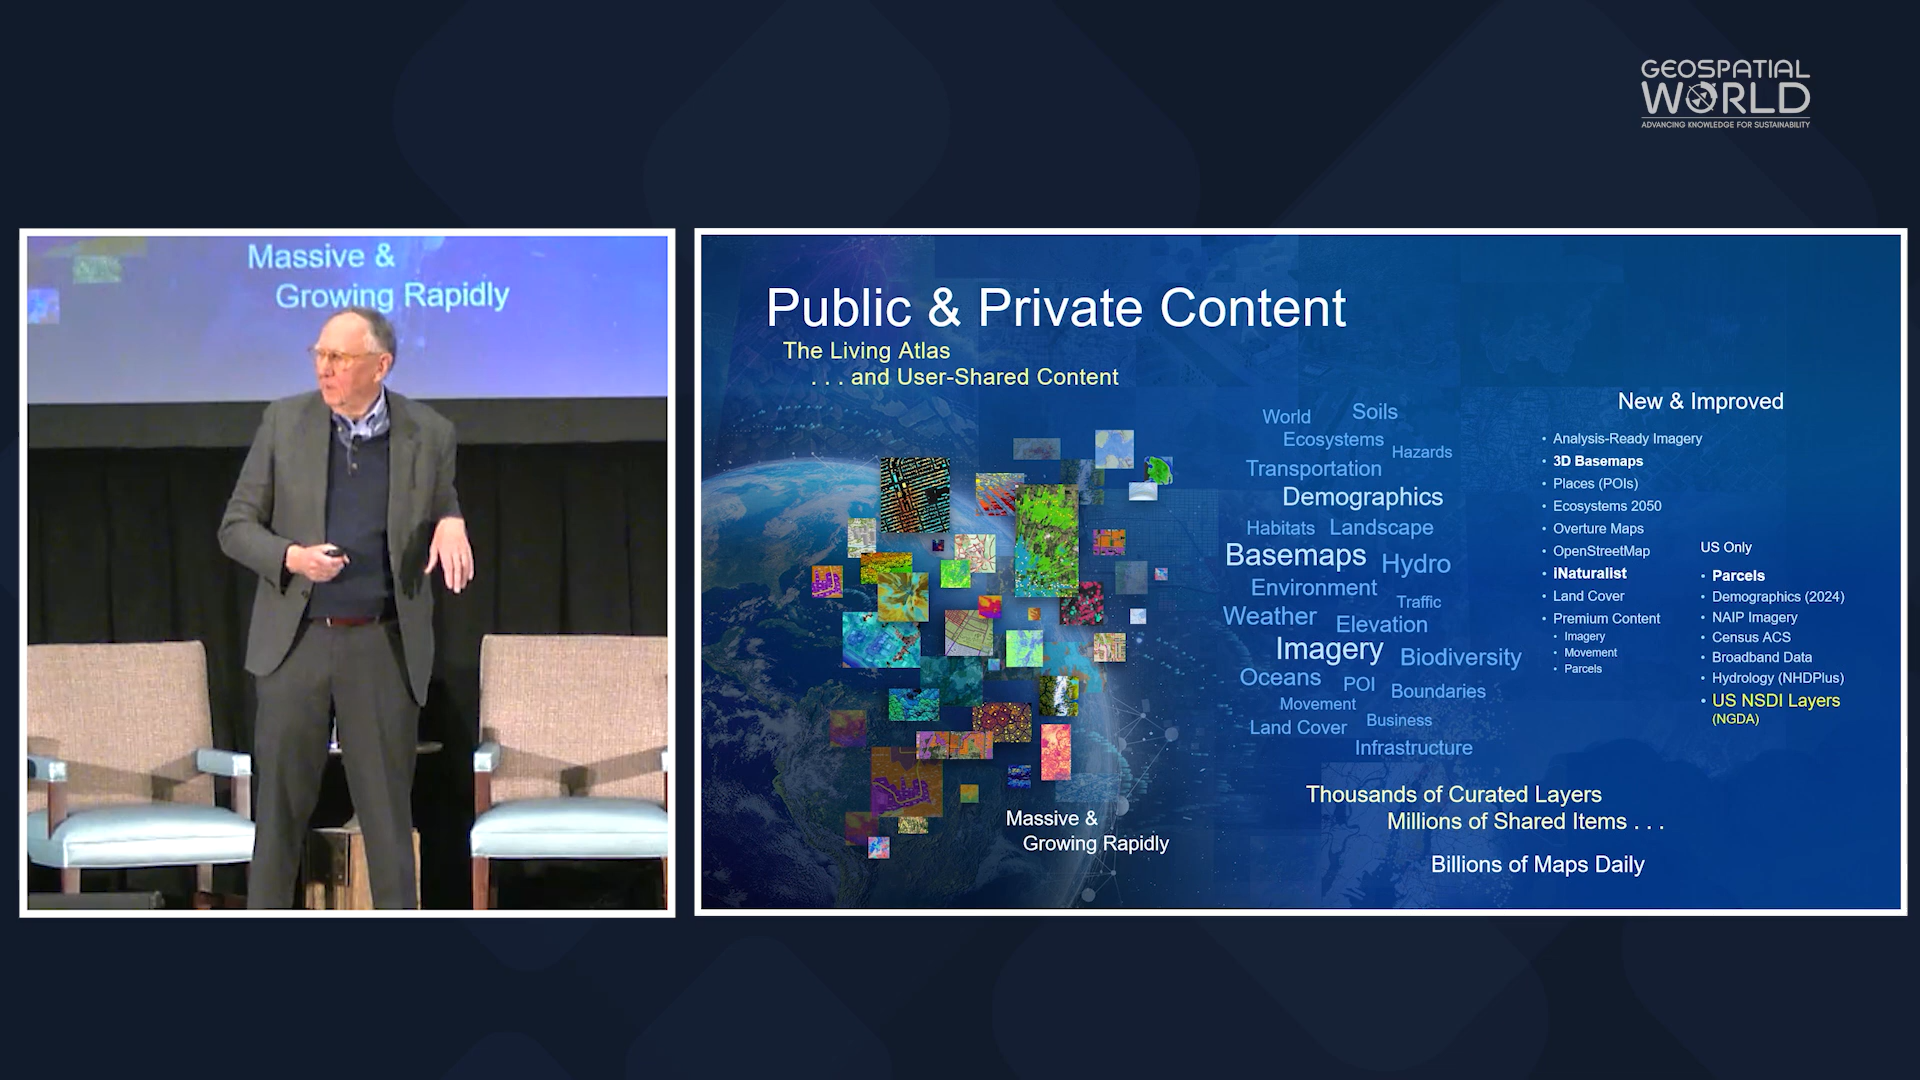 GEOSPATIAL
WORLD
ADVANCING KNOWLEDGE FOR SUSTAINABILITY
Massive &
Growing Rapidly
Public & Private Content
The Living Atlas
. . . and User-Shared Content
World Soils
Ecosystems
Hazards
Transportation
Demographics
Habitats Landscape
Basemaps Hydro
Environment
Traffic
Weather
Elevation
Imagery Biodiversity
Oceans POI Boundaries
Movement
Land Cover Business
Infrastructure
New & Improved
• Analysis-Ready Imagery
• 3D Basemaps
• Places (POIs)
• Ecosystems 2050
• Overture Maps
• OpenStreetMap
• iNaturalist
• Land Cover
• Premium Content
• Imagery
• Movement
• Parcels
US Only
• Parcels
• Demographics (2024)
• NAIP Imagery
• Census ACS
• Broadband Data
• Hydrology (NHDPlus)
• US NSDI Layers
(NGDA)
Massive &
Growing Rapidly
Thousands of Curated Layers
Millions of Shared Items . . .
Billions of Maps Daily